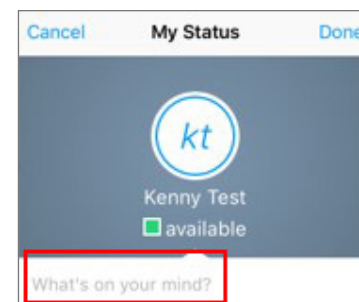 Cancel My Status Done
kt
Kenny Test
available
What's on your mind?